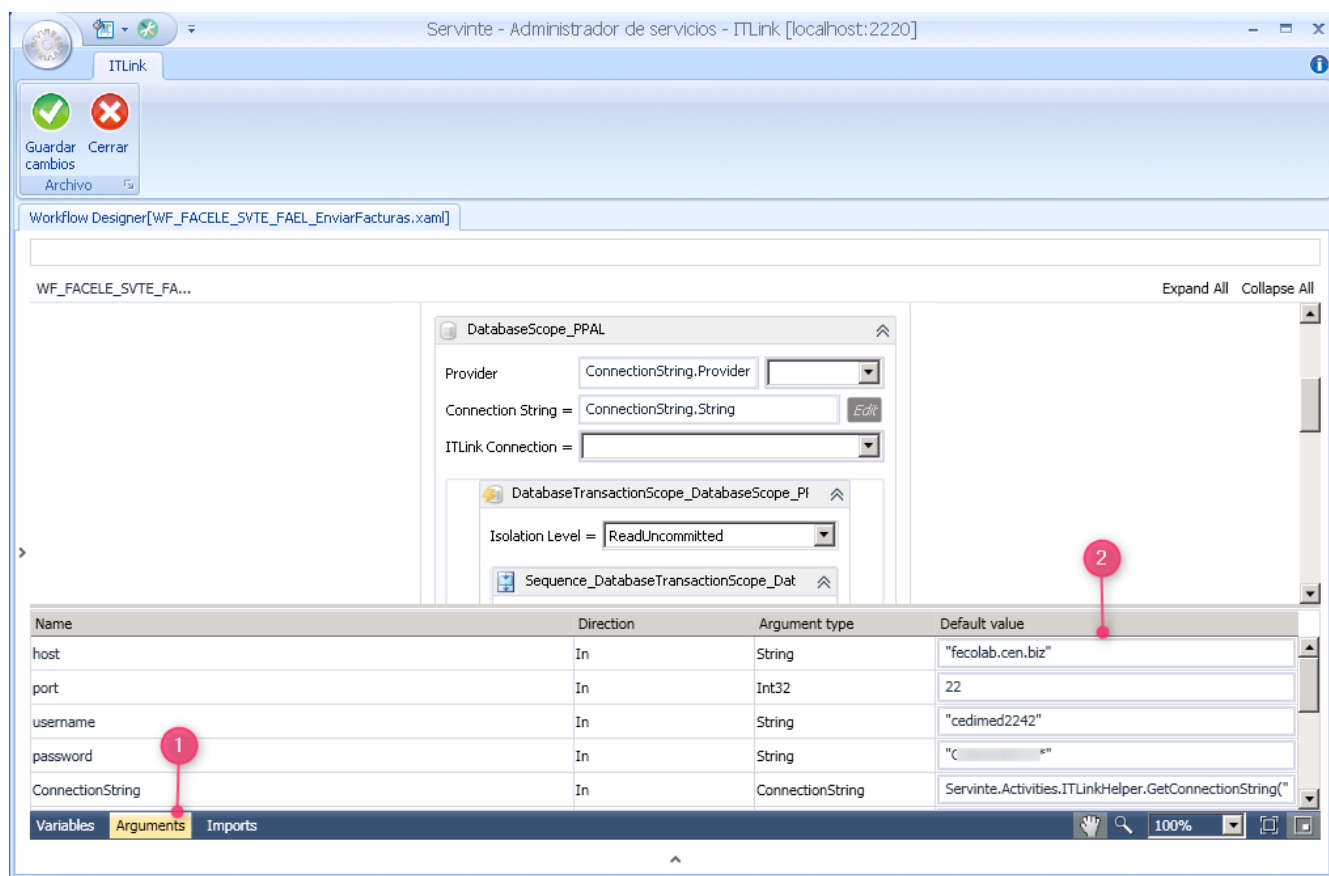 Servinte - Administrador de servicios - ITLink [localhost:2220]
ITLink
Guardar cambios
Cerrar
Archivo
Workflow Designer[WF_FACELE_SVTE_FAEL_EnviarFacturas.xaml]
WF_FACELE_SVTE_FA...
Expand All Collapse All
DatabaseScope_PPAL
Provider ConnectionString.Provider
Connection String = ConnectionString.String Edit
ITLink Connection =
DatabaseTransactionScope_DatabaseScope_PI
Isolation Level = ReadUncommitted
Sequence_DatabaseTransactionScope_Dat
2
Name Direction Argument type Default value
host In String "fecolab.cen.biz"
port In Int32 22
username In String "cedimed2242"
1
password In String
ConnectionString In ConnectionString Servinte.Activities.ITLinkHelper.GetConnectionString("
Variables Arguments Imports 100%